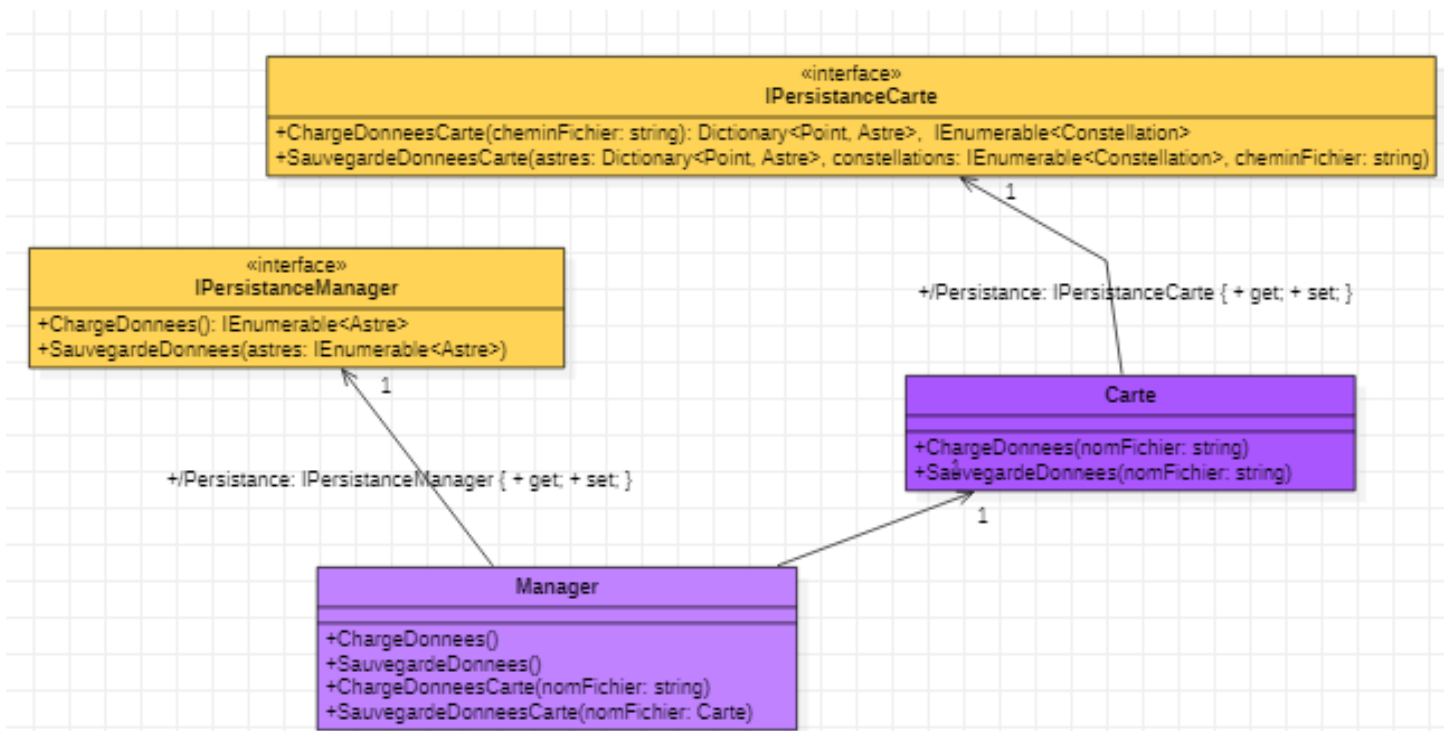 «interface»
IPersistanceCarte
+ChargeDonneesCarte(cheminFichier: string): Dictionary<Point, Astre>, IEnumerable<Constellation>
+SauvegardeDonneesCarte(astres: Dictionary<Point, Astre>, constellations: IEnumerable<Constellation>, cheminFichier: string)
1
«interface»
IPersistanceManager
+ChargeDonnees(): IEnumerable<Astre>
+SauvegardeDonnees(astres: IEnumerable<Astre>)
1
+/Persistance: IPersistanceCarte { + get; + set; }
Carte
+ChargeDonnees(nomFichier: string)
+SauvegardeDonnees(nomFichier: string)
1
1
+/Persistance: IPersistanceManager { + get; + set; }
Manager
+ChargeDonnees()
+SauvegardeDonnees()
+ChargeDonneesCarte(nomFichier: string)
+SauvegardeDonneesCarte(nomFichier: Carte)